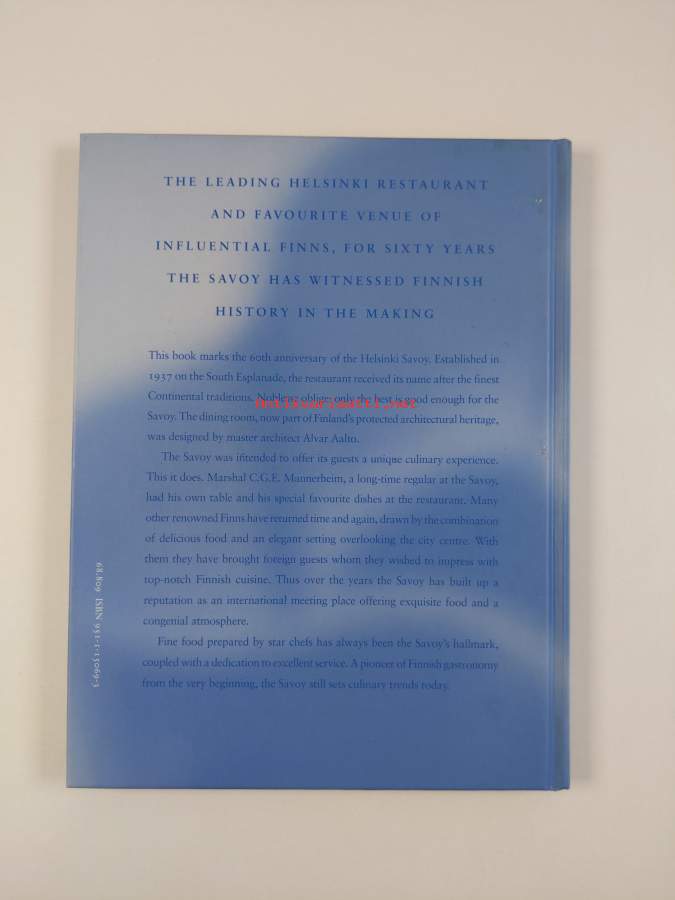 THE LEADING HELSINKI RESTAURANT
AND FAVOURITE VENUE OF
INFLUENTIAL FINNS, FOR SIXTY YEARS
THE SAVOY HAS WITNESSED FINNISH
HISTORY IN THE MAKING
This book marks the 60th anniversary of the Helsinki Savoy. Established in
1937 on the South Esplanade, the restaurant received its name after the finest
Continental traditions. Noblesse oblige: only the best is good enough for the
Savoy. The dining room, now part of Finland's protected architectural heritage,
was designed by master architect Alvar Aalto.
The Savoy was intended to offer its guests a unique culinary experience.
This it does. Marshal C.G.E. Mannerheim, a long-time regular at the Savoy,
had his own table and his special favourite dishes at the restaurant. Many
other renowned Finns have returned time and again, drawn by the combination
of delicious food and an elegant setting overlooking the city centre. With
them they have brought foreign guests whom they wished to impress with
top-notch Finnish cuisine. Thus over the years the Savoy has built up a
reputation as an international meeting place offering exquisite food and a
congenial atmosphere.
Fine food prepared by star chefs has always been the Savoy's hallmark,
coupled with a dedication to excellent service. A pioneer of Finnish gastronomy
from the very beginning, the Savoy still sets culinary trends today.
68.809 ISBN 951-1-15069-5